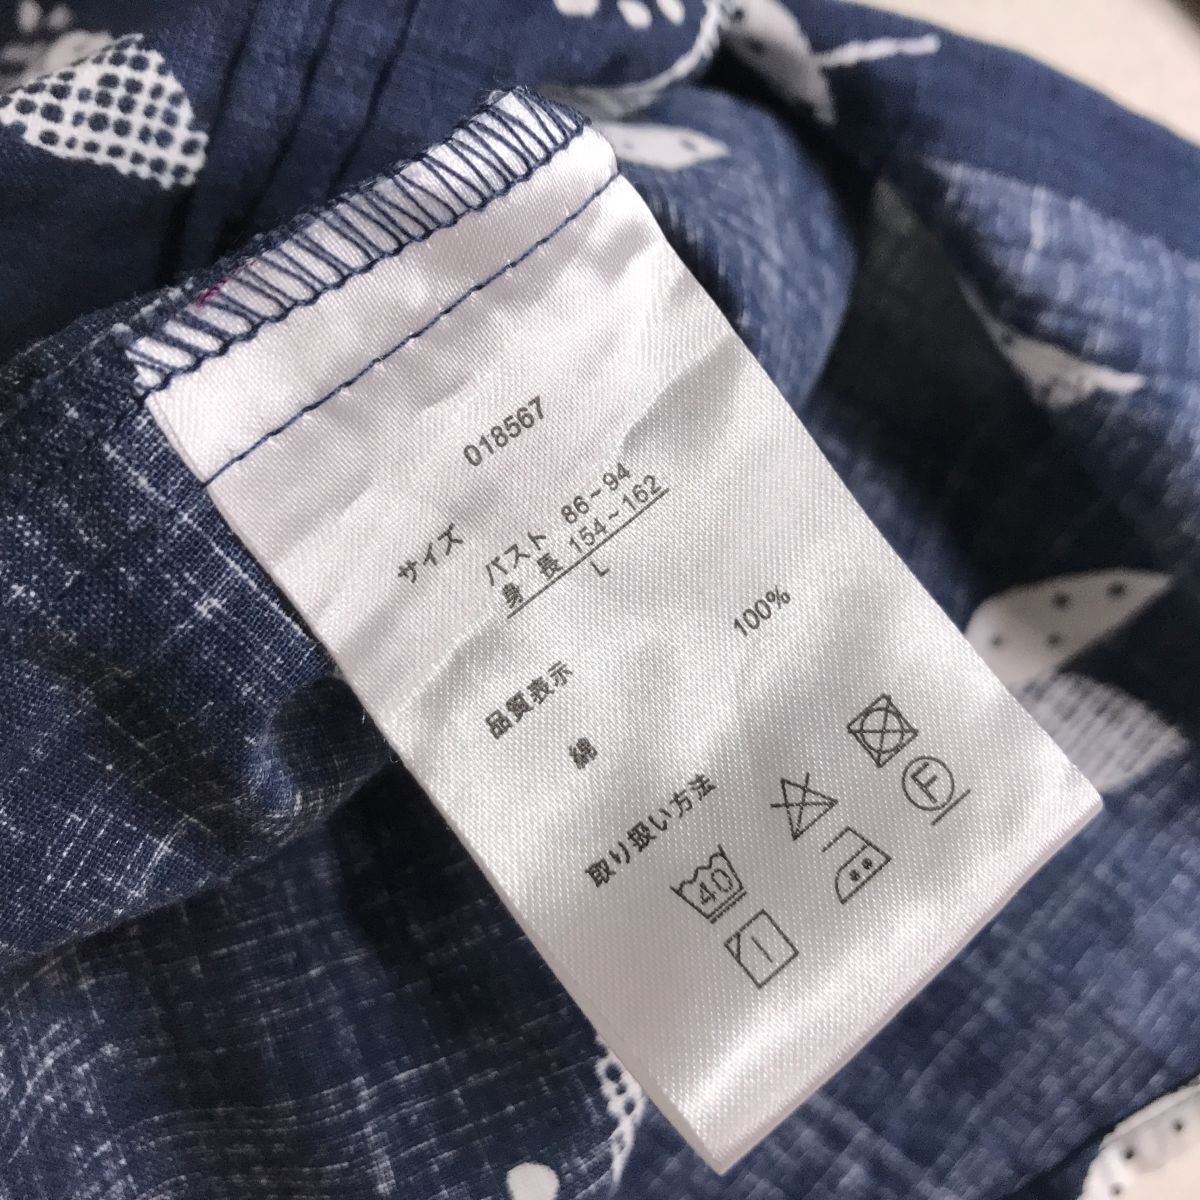 018567
サイズ
バスト 86~94
身 長 154~162
L
品質表示
綿 100%
取り扱い方法
40
F